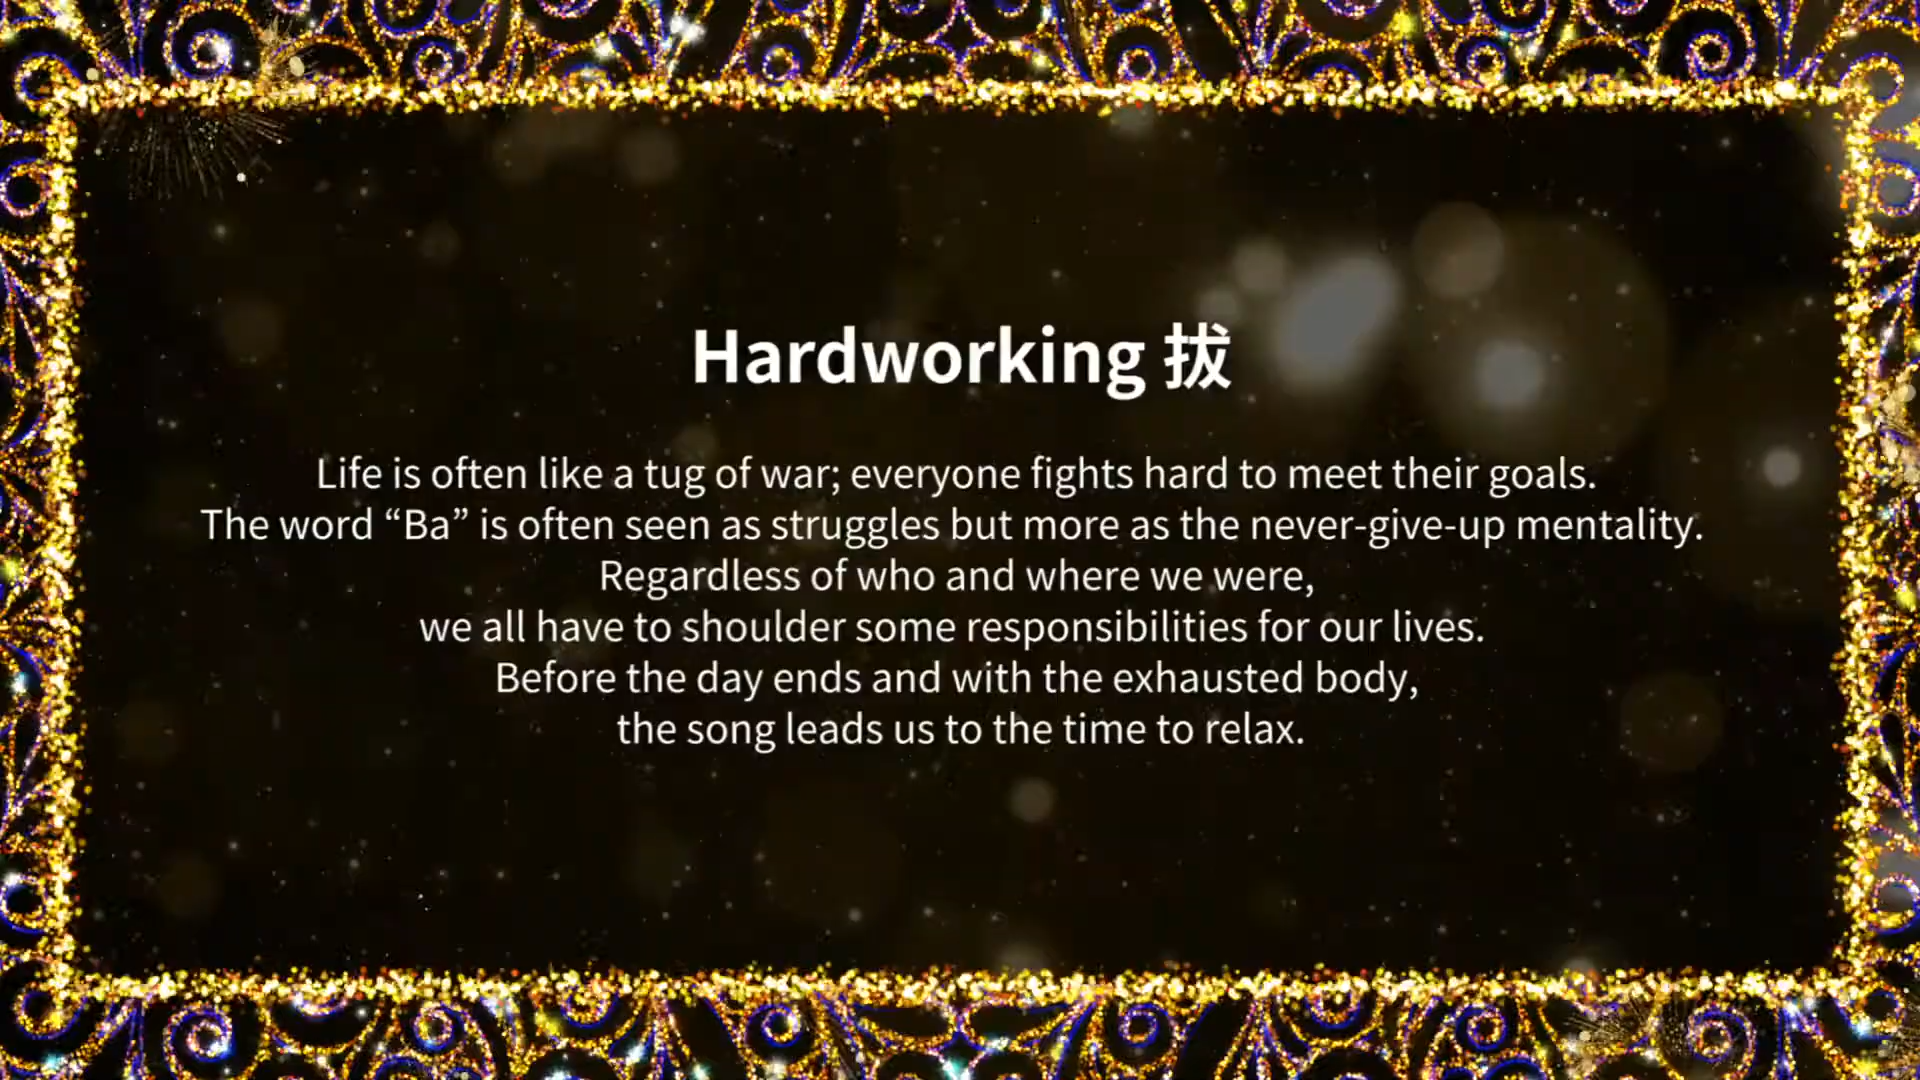 Hardworking 拔
Life is often like a tug of war; everyone fights hard to meet their goals.
The word “Ba” is often seen as struggles but more as the never-give-up mentality.
Regardless of who and where we were,
we all have to shoulder some responsibilities for our lives.
Before the day ends and with the exhausted body,
the song leads us to the time to relax.